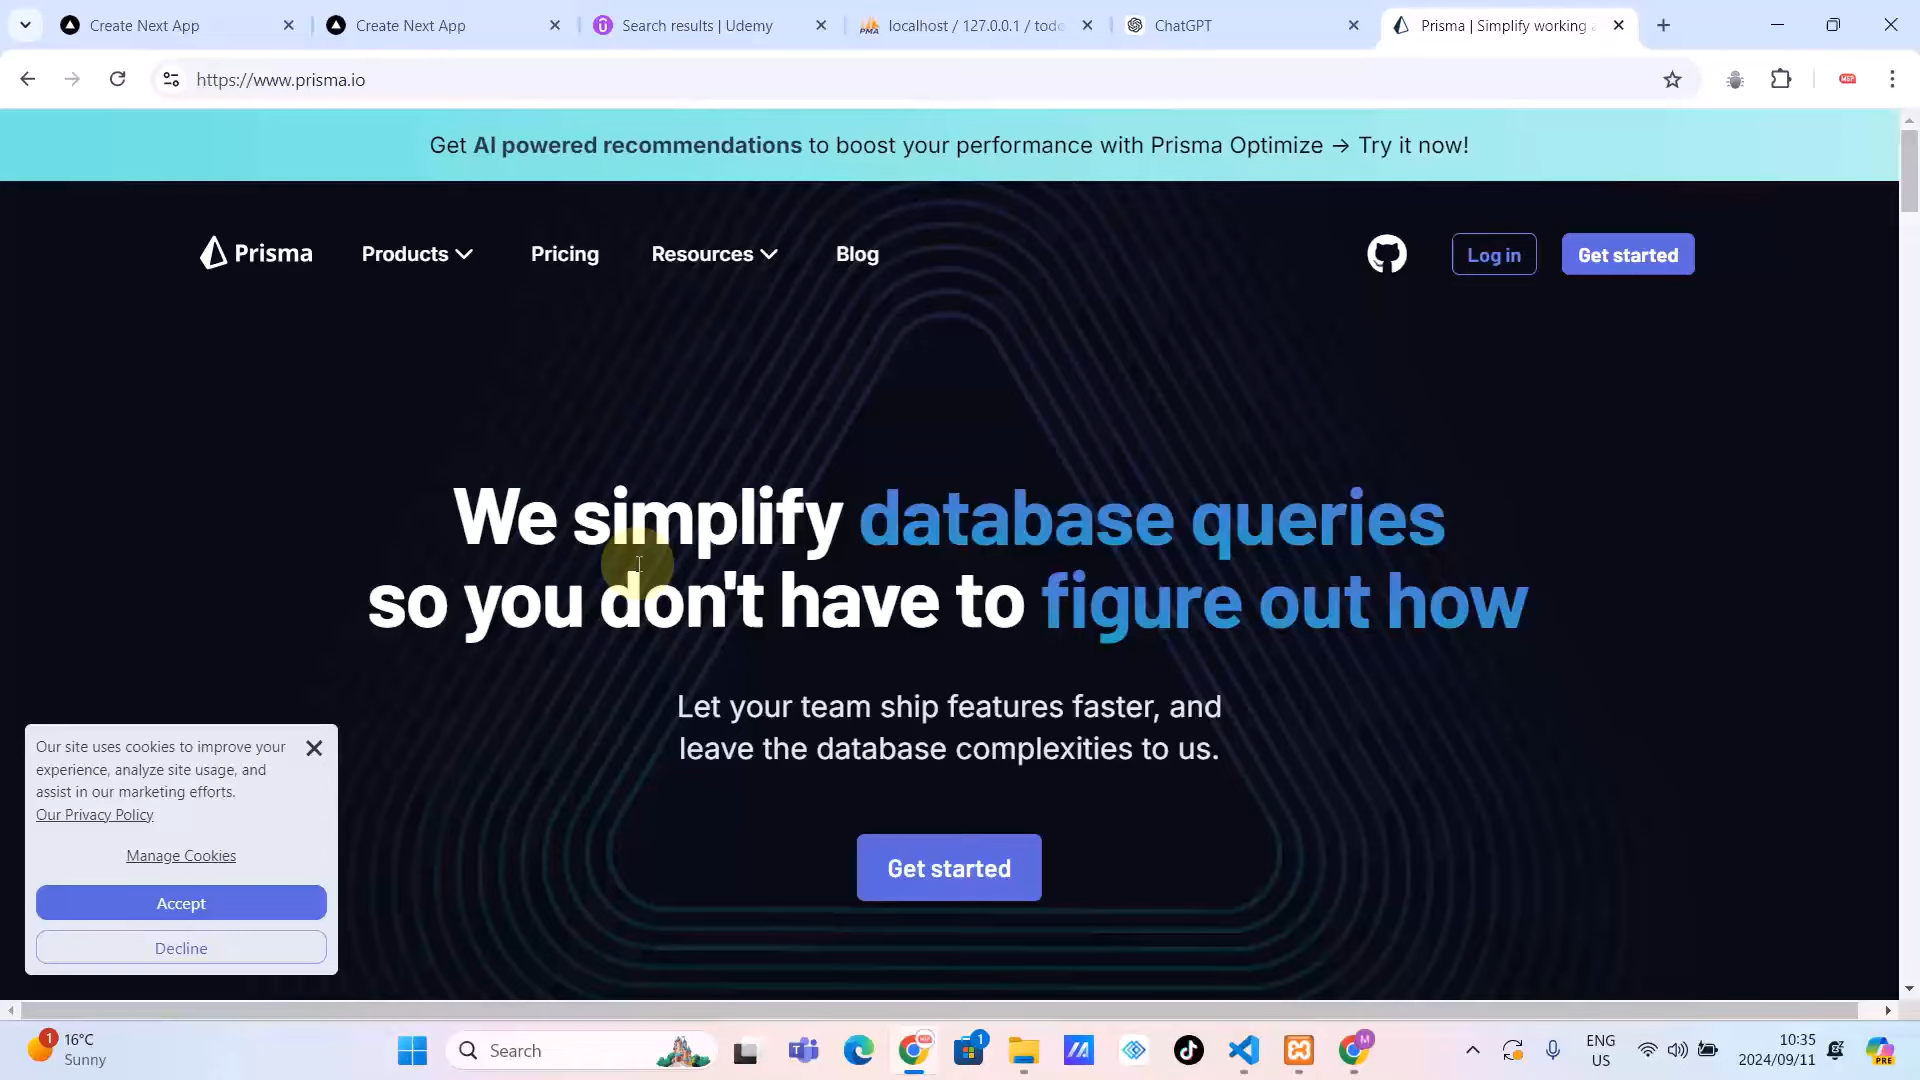 Create Next App
Create Next App
Search results | Udemy
localhost / 127.0.0.1 / todo
ChatGPT
Prisma | Simplify working a
https://www.prisma.io
Get AI powered recommendations to boost your performance with Prisma Optimize → Try it now!
Prisma
Products
Pricing
Resources
Blog
Log in
Get started
We simplify database queries
so you don't have to figure out how
Let your team ship features faster, and
leave the database complexities to us.
Get started
Our site uses cookies to improve your
experience, analyze site usage, and
assist in our marketing efforts.
Our Privacy Policy
Manage Cookies
Accept
Decline
1
16°C
Sunny
Search
1
M
ENG
US
10:35
2024/09/11
PRE